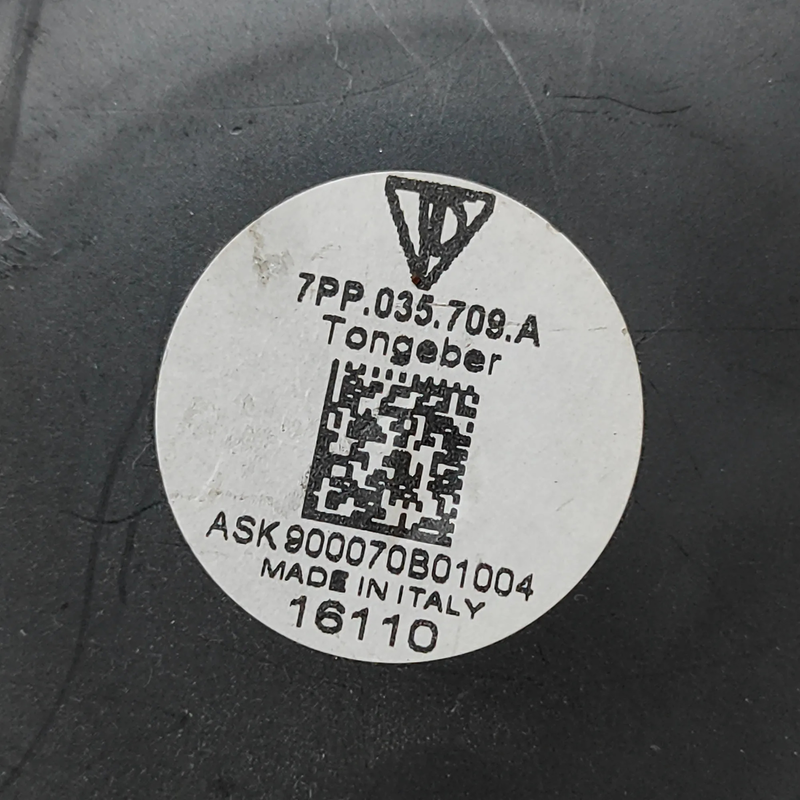 7PP.035.709.A
Tongeber
ASK900070B01004
MADE IN ITALY
16110